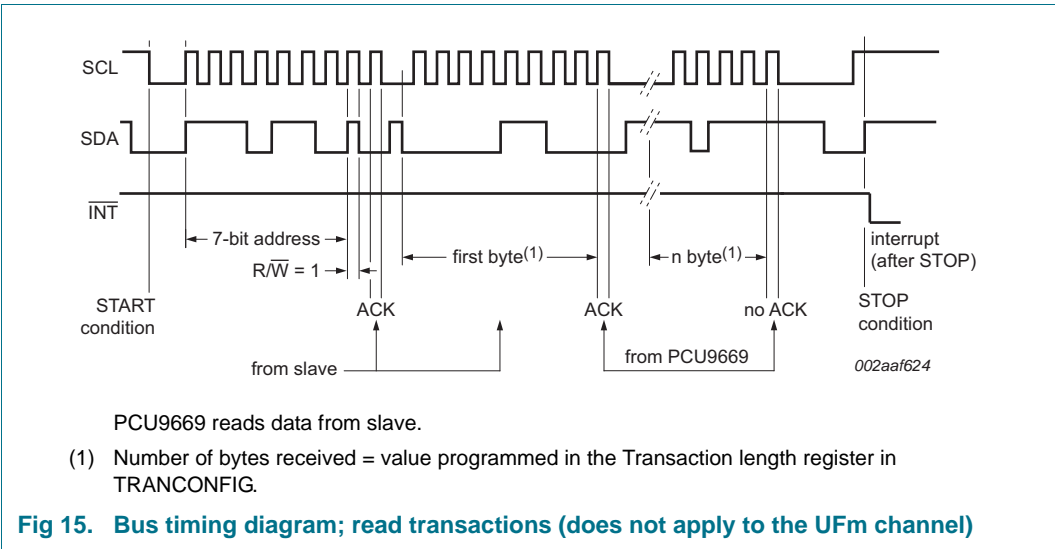 SCL
SDA
INT
7-bit address
first byte(1)
n byte(1)
interrupt
(after STOP)
R/W = 1
START
condition
ACK
ACK
no ACK
STOP
condition
from slave
from PCU9669
002aaf624
PCU9669 reads data from slave.
(1) Number of bytes received = value programmed in the Transaction length register in
TRANCONFIG.
Fig 15. Bus timing diagram; read transactions (does not apply to the UFm channel)